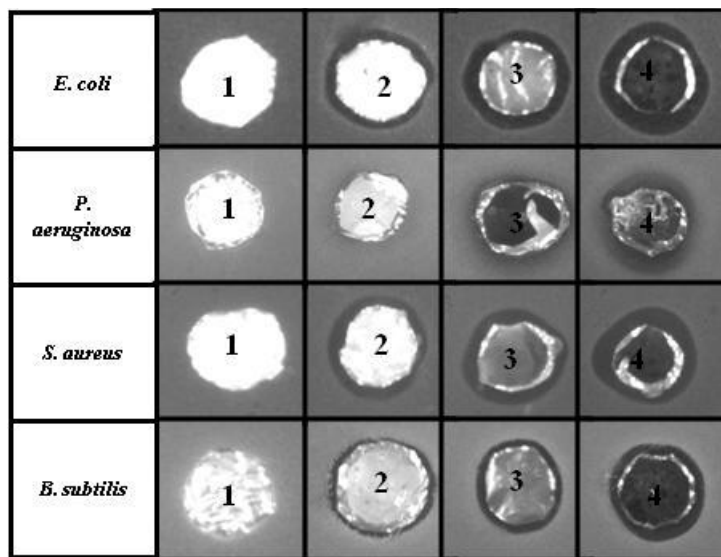 E. coli
1 2 3 4
P.
aeruginosa
1 2 3 4
S. aureus
1 2 3 4
B. subtilis
1 2 3 4